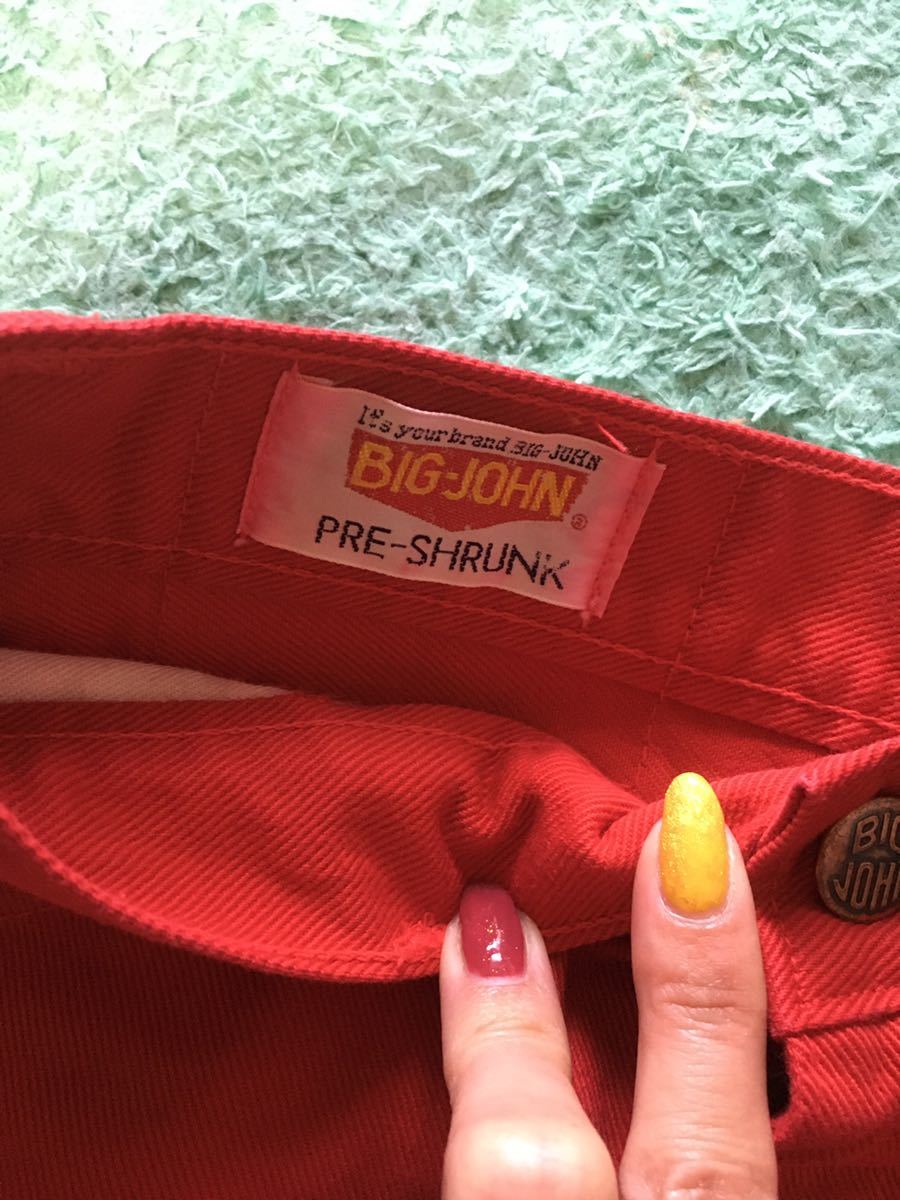 It's your brand BIG-JOHN
BIG-JOHN®
PRE-SHRUNK
BIG
JOHN